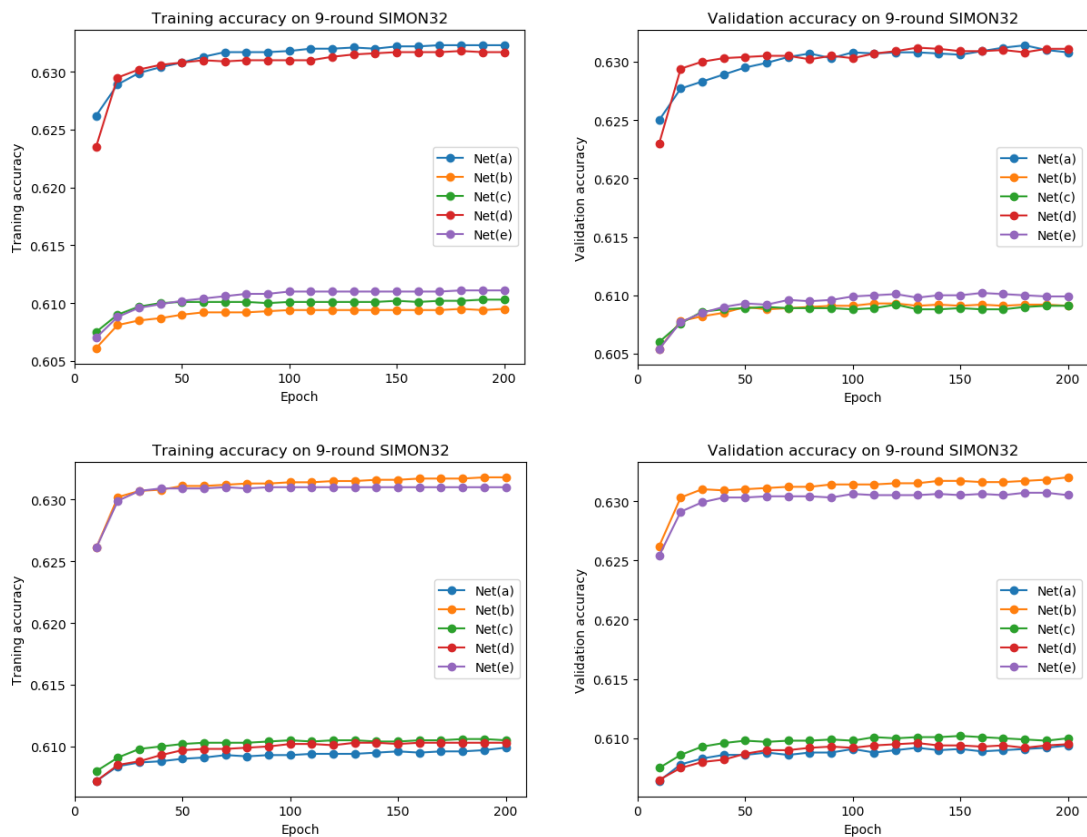 Training accuracy on 9-round SIMON32
Traning accuracy
0.630
0.625
0.620
0.615
0.610
0.605
Net(a)
Net(b)
Net(c)
Net(d)
Net(e)
0 50 100 150 200
Epoch
Validation accuracy on 9-round SIMON32
Validation accuracy
0.630
0.625
0.620
0.615
0.610
0.605
Net(a)
Net(b)
Net(c)
Net(d)
Net(e)
0 50 100 150 200
Epoch
Training accuracy on 9-round SIMON32
Traning accuracy
0.630
0.625
0.620
0.615
0.610
Net(a)
Net(b)
Net(c)
Net(d)
Net(e)
0 50 100 150 200
Epoch
Validation accuracy on 9-round SIMON32
Validation accuracy
0.630
0.625
0.620
0.615
0.610
Net(a)
Net(b)
Net(c)
Net(d)
Net(e)
0 50 100 150 200
Epoch